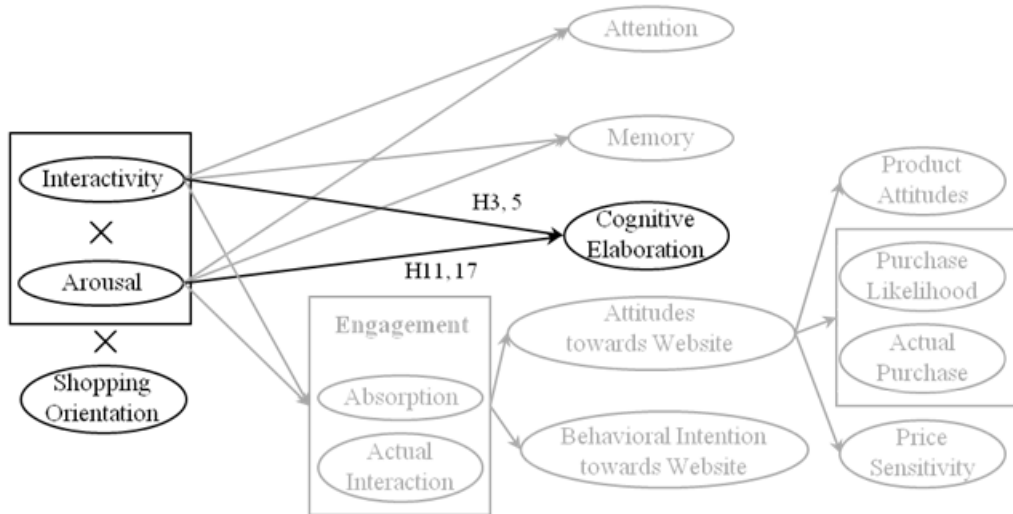 Attention
Memory
Interactivity
×
Arousal
×
Shopping
Orientation
H3, 5
H11, 17
Cognitive
Elaboration
Engagement
Absorption
Actual
Interaction
Attitudes
towards Website
Behavioral Intention
towards Website
Product
Attitudes
Purchase
Likelihood
Actual
Purchase
Price
Sensitivity